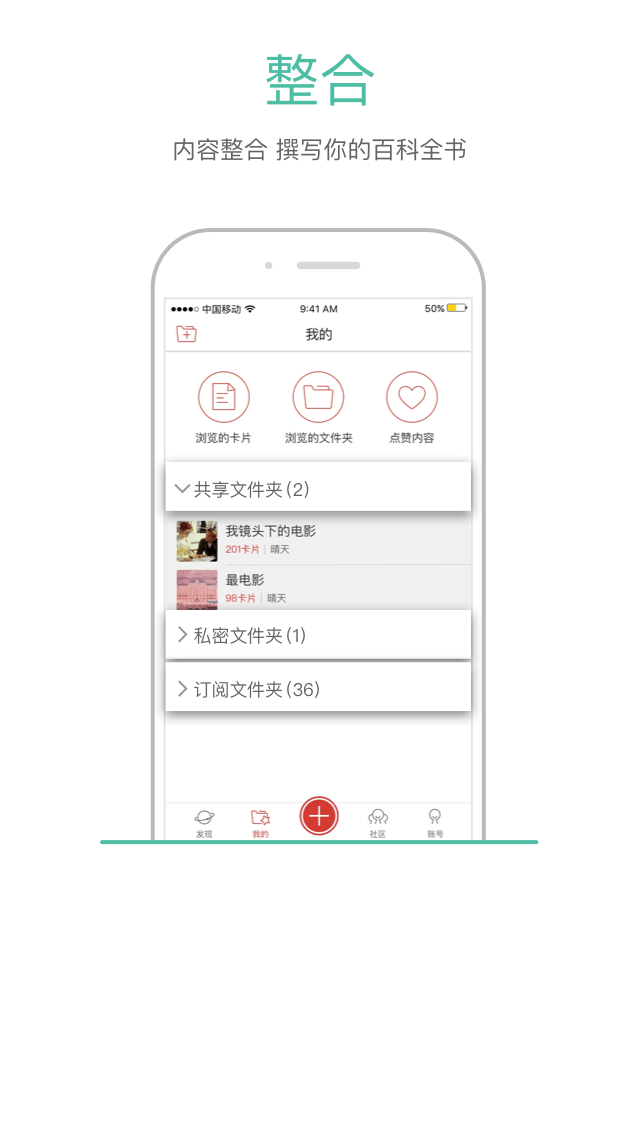 整合
内容整合 撰写你的百科全书
中国移动 9:41 AM 50%
我的
浏览的卡片 浏览的文件夹 点赞内容
共享文件夹(2)
我镜头下的电影
201卡片 | 晴天
最电影
98卡片 | 晴天
私密文件夹(1)
订阅文件夹(36)
发现 我的 社区 账号